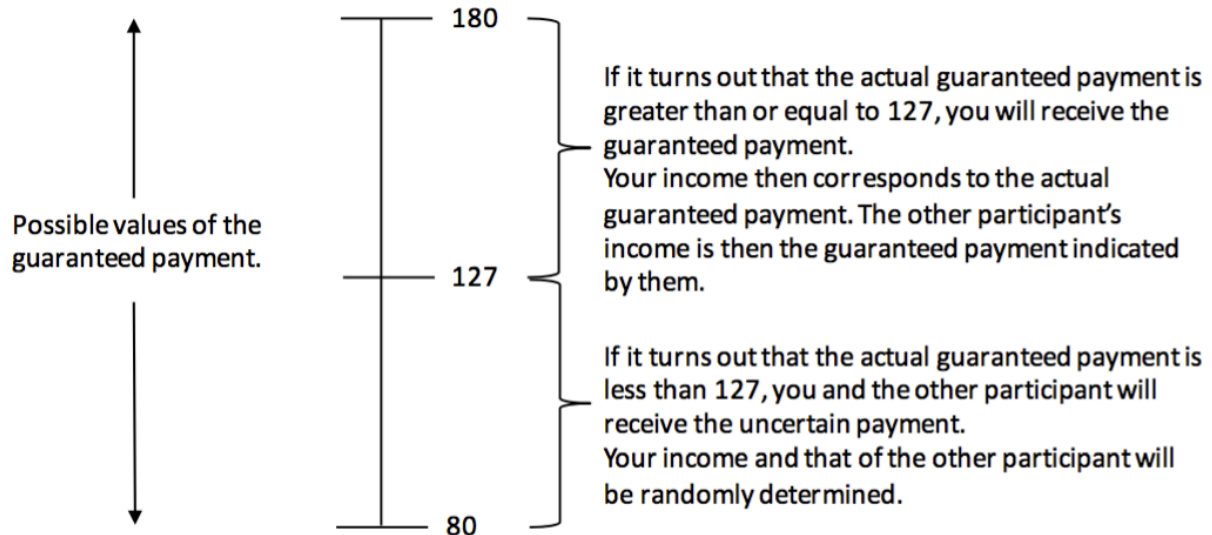 180
If it turns out that the actual guaranteed payment is
greater than or equal to 127, you will receive the
guaranteed payment.
Your income then corresponds to the actual
guaranteed payment. The other participant's
income is then the guaranteed payment indicated
by them.
Possible values of the
guaranteed payment.
127
If it turns out that the actual guaranteed payment is
less than 127, you and the other participant will
receive the uncertain payment.
Your income and that of the other participant will
be randomly determined.
80